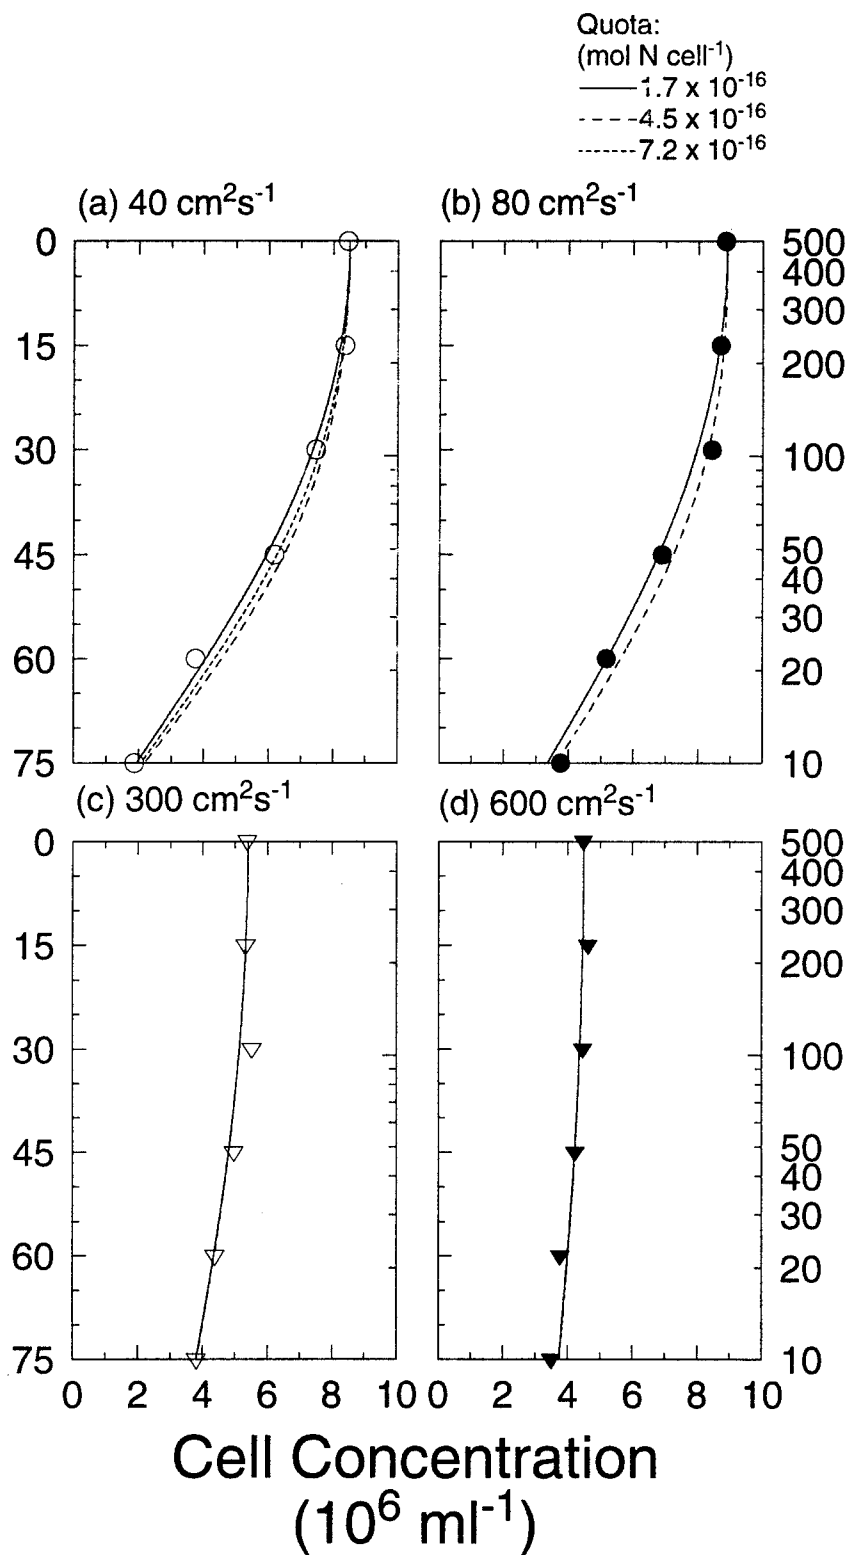 Quota:
(mol N cell⁻¹)
1.7 x 10⁻¹⁶
4.5 x 10⁻¹⁶
7.2 x 10⁻¹⁶
(a) 40 cm²s⁻¹
(b) 80 cm²s⁻¹
0
15
30
45
60
75
500
400
300
200
100
50
40
30
20
10
(c) 300 cm²s⁻¹
(d) 600 cm²s⁻¹
0
15
30
45
60
75
500
400
300
200
100
50
40
30
20
10
0 2 4 6 8 10 0 2 4 6 8 10
Cell Concentration
(10⁶ ml⁻¹)